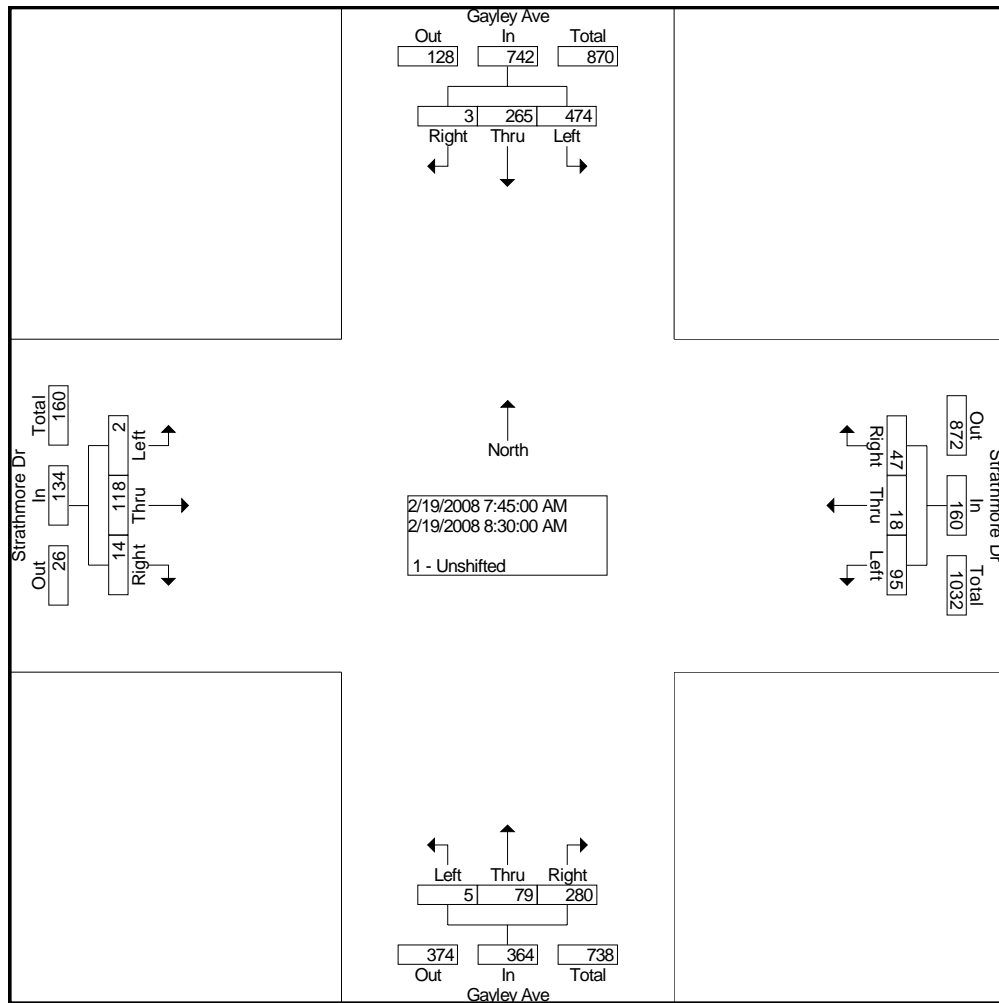 Gayley Ave
Out In Total
128 742 870
3 265 474
Right Thru Left
Strathmore Dr
Total In Out
160 134 26
2 118 14
Left Thru Right
North
2/19/2008 7:45:00 AM
2/19/2008 8:30:00 AM
1 - Unshifted
Right Thru Left
47 18 95
872 160 1032
Out In Total
Strathmore Dr
Left Thru Right
5 79 280
374 364 738
Out In Total
Gayley Ave